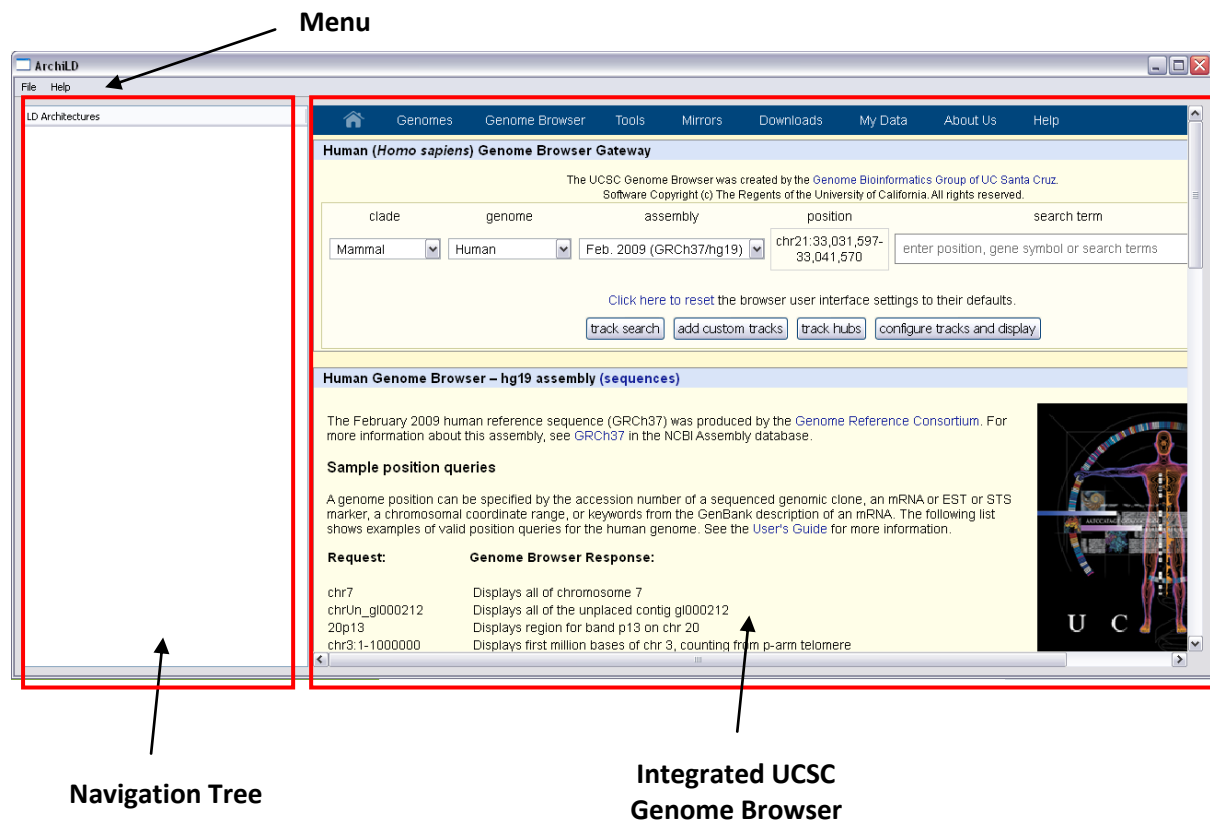 Menu
ArchiLD
File Help
LD Architectures
Genomes Genome Browser Tools Mirrors Downloads My Data About Us Help
Human (Homo sapiens) Genome Browser Gateway
The UCSC Genome Browser was created by the Genome Bioinformatics Group of UC Santa Cruz.
Software Copyright (c) The Regents of the University of California. All rights reserved.
clade genome assembly position search term
Mammal Human Feb. 2009 (GRCh37/hg19) chr21:33,031,597-
33,041,570 enter position, gene symbol or search terms
Click here to reset the browser user interface settings to their defaults.
track search add custom tracks track hubs configure tracks and display
Human Genome Browser – hg19 assembly (sequences)
The February 2009 human reference sequence (GRCh37) was produced by the Genome Reference Consortium. For
more information about this assembly, see GRCh37 in the NCBI Assembly database.
Sample position queries
A genome position can be specified by the accession number of a sequenced genomic clone, an mRNA or EST or STS
marker, a chromosomal coordinate range, or keywords from the GenBank description of an mRNA. The following list
shows examples of valid position queries for the human genome. See the User's Guide for more information.
Request: Genome Browser Response:
chr7 Displays all of chromosome 7
chrUn_gl000212 Displays all of the unplaced contig gl000212
20p13 Displays region for band p13 on chr 20
chr3:1-1000000 Displays first million bases of chr 3, counting from p-arm telomere
U C
Navigation Tree
Integrated UCSC
Genome Browser